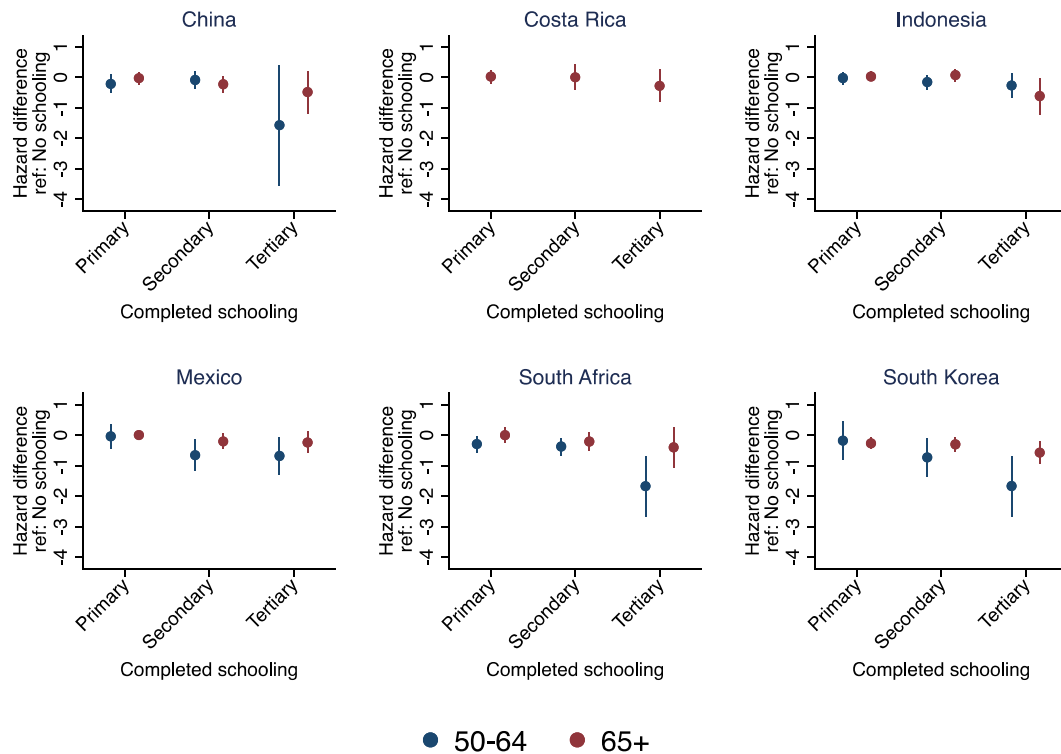 China
Hazard difference
ref: No schooling
1
0
-1
-2
-3
-4
Primary
Secondary
Tertiary
Completed schooling
Costa Rica
Hazard difference
ref: No schooling
1
0
-1
-2
-3
-4
Primary
Secondary
Tertiary
Completed schooling
Indonesia
Hazard difference
ref: No schooling
1
0
-1
-2
-3
-4
Primary
Secondary
Tertiary
Completed schooling
Mexico
Hazard difference
ref: No schooling
1
0
-1
-2
-3
-4
Primary
Secondary
Tertiary
Completed schooling
South Africa
Hazard difference
ref: No schooling
1
0
-1
-2
-3
-4
Primary
Secondary
Tertiary
Completed schooling
South Korea
Hazard difference
ref: No schooling
1
0
-1
-2
-3
-4
Primary
Secondary
Tertiary
Completed schooling
50-64
65+